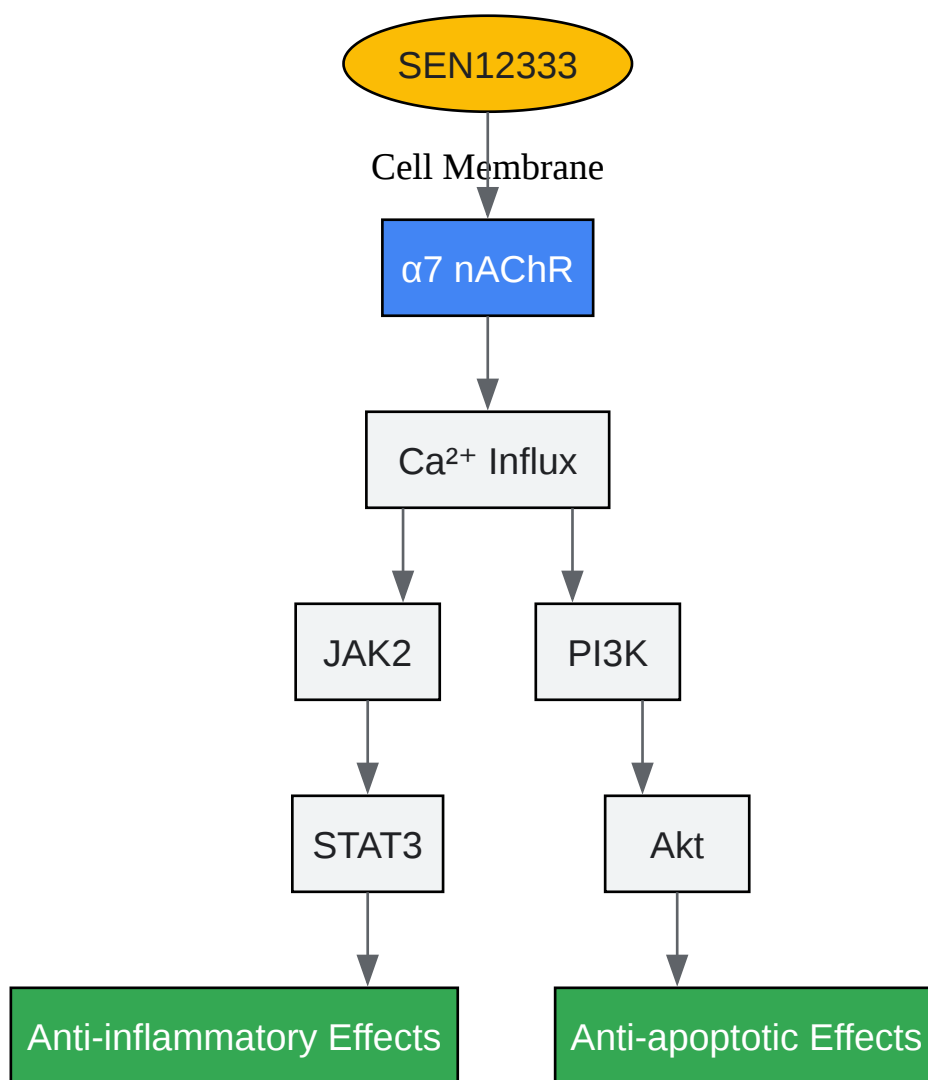 SEN12333
Cell Membrane
α7 nAChR
Ca²⁺ Influx
JAK2
PI3K
STAT3
Akt
Anti-inflammatory Effects
Anti-apoptotic Effects